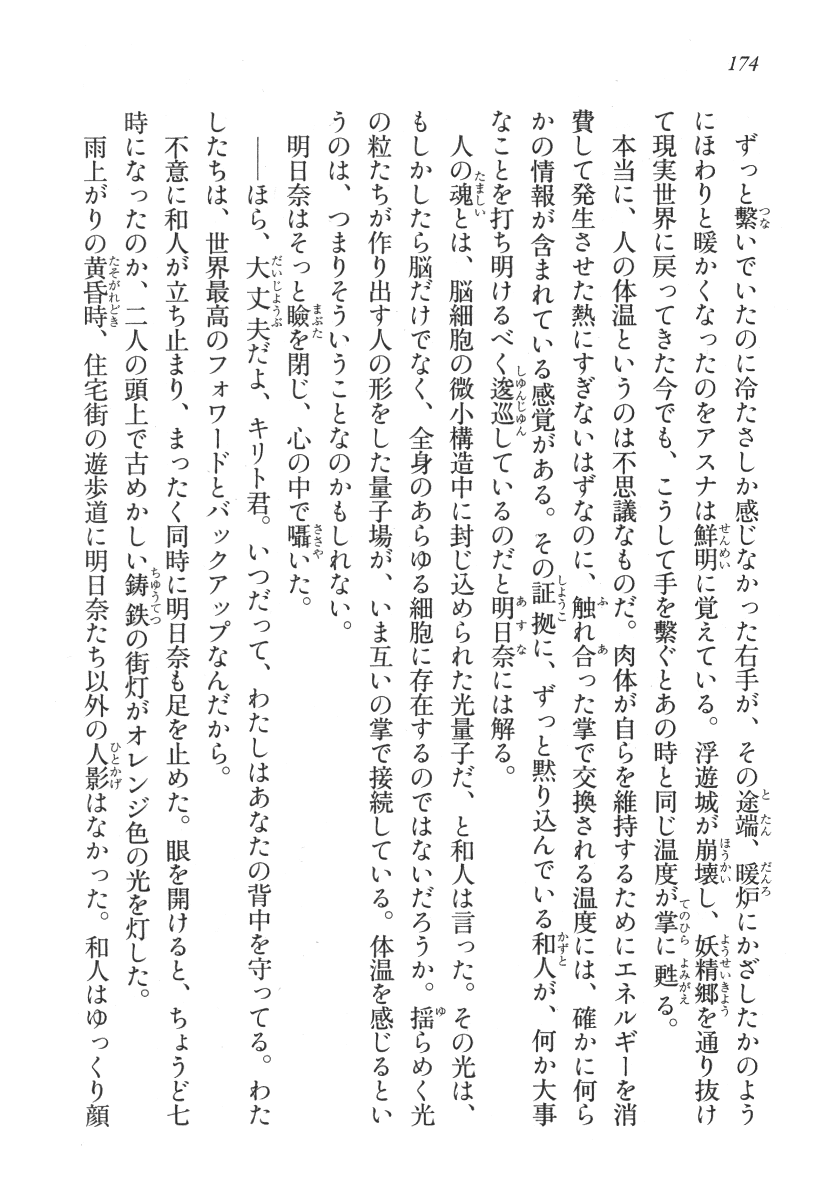 174
ずっと繋いでいたのに冷たさしか感じなかった右手が、その途端、暖炉にかざしたかのよう
にほわりと暖かくなったのをアスナは鮮明に覚えている。浮遊城が崩壊し、妖精郷を通り抜け
て現実世界に戻ってきた今でも、こうして手を繋ぐとあの時と同じ温度が掌に甦る。
本当に、人の体温というのは不思議なものだ。肉体が自らを維持するためにエネルギーを消
費して発生させた熱にすぎないはずなのに、触れ合った掌で交換される温度には、確かに何ら
かの情報が含まれている感覚がある。その証拠に、ずっと黙り込んでいる和人が、何か大事
なことを打ち明けるべく逡巡しているのだと明日奈には解る。
人の魂とは、脳細胞の微小構造中に封じ込められた光量子だ、と和人は言った。その光は、
もしかしたら脳だけでなく、全身のあらゆる細胞に存在するのではないだろうか。揺らめく光
の粒たちが作り出す人の形をした量子場が、いま互いの掌で接続している。体温を感じるとい
うのは、つまりそういうことなのかもしれない。
明日奈はそっと瞼を閉じ、心の中で囁いた。
――ほら、大丈夫だよ、キリト君。いつだって、わたしはあなたの背中を守ってる。わた
したちは、世界最高のフォワードとバックアップなんだから。
不意に和人が立ち止まり、まったく同時に明日奈も足を止めた。眼を開けると、ちょうど七
時になったのか、二人の頭上で古めかしい鋳鉄の街灯がオレンジ色の光を灯した。
雨上がりの黄昏時、住宅街の遊歩道に明日奈たち以外の人影はなかった。和人はゆっくり顔